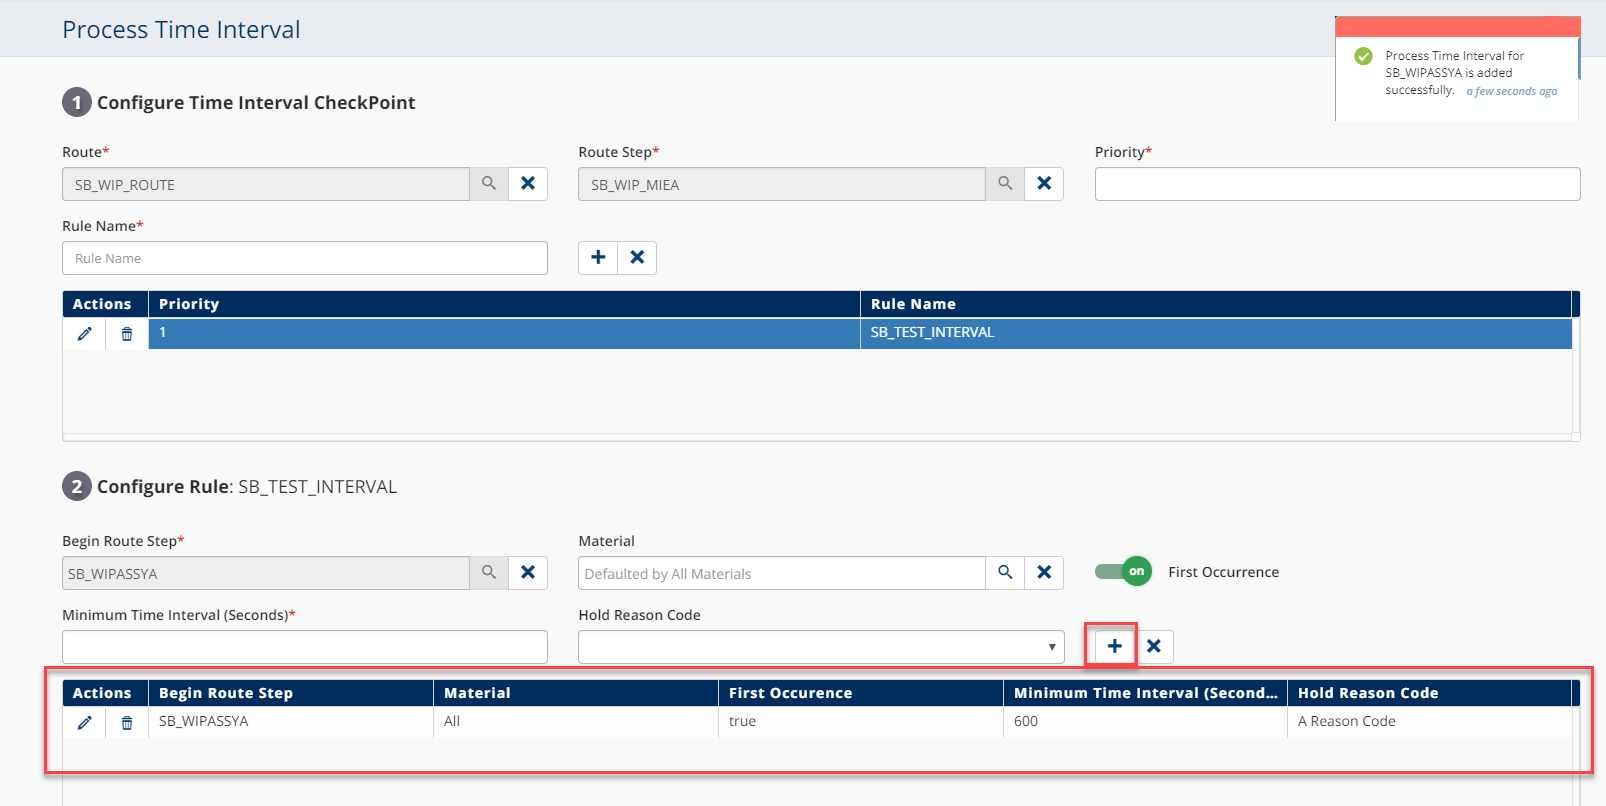 Process Time Interval
Process Time Interval for
SB_WIPASSYA is added
successfully. a few seconds ago
1 Configure Time Interval CheckPoint
Route* Route Step* Priority*
SB_WIP_ROUTE SB_WIP_MIEA
Rule Name*
Rule Name
Actions Priority Rule Name
1 SB_TEST_INTERVAL
2 Configure Rule: SB_TEST_INTERVAL
Begin Route Step* Material
SB_WIPASSYA Defaulted by All Materials on First Occurrence
Minimum Time Interval (Seconds)* Hold Reason Code
Actions Begin Route Step Material First Occurence Minimum Time Interval (Second... Hold Reason Code
SB_WIPASSYA All true 600 A Reason Code